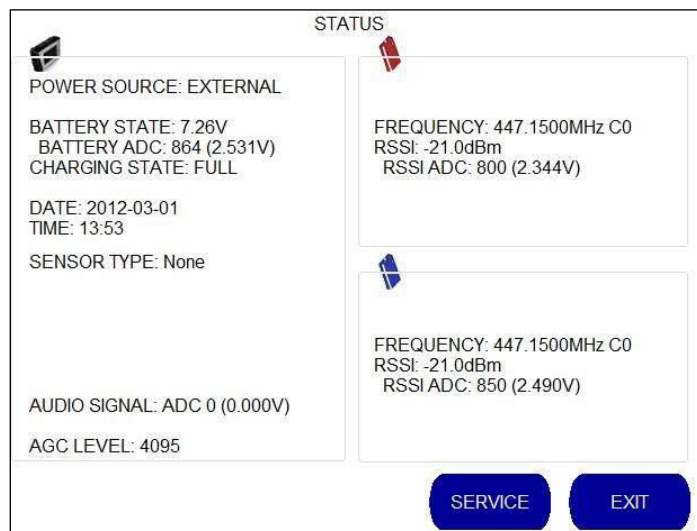 STATUS
POWER SOURCE: EXTERNAL
BATTERY STATE: 7.26V
BATTERY ADC: 864 (2.531V)
CHARGING STATE: FULL
DATE: 2012-03-01
TIME: 13:53
SENSOR TYPE: None
AUDIO SIGNAL: ADC 0 (0.000V)
AGC LEVEL: 4095
FREQUENCY: 447.1500MHz C0
RSSI: -21.0dBm
RSSI ADC: 800 (2.344V)
FREQUENCY: 447.1500MHz C0
RSSI: -21.0dBm
RSSI ADC: 850 (2.490V)
SERVICE
EXIT